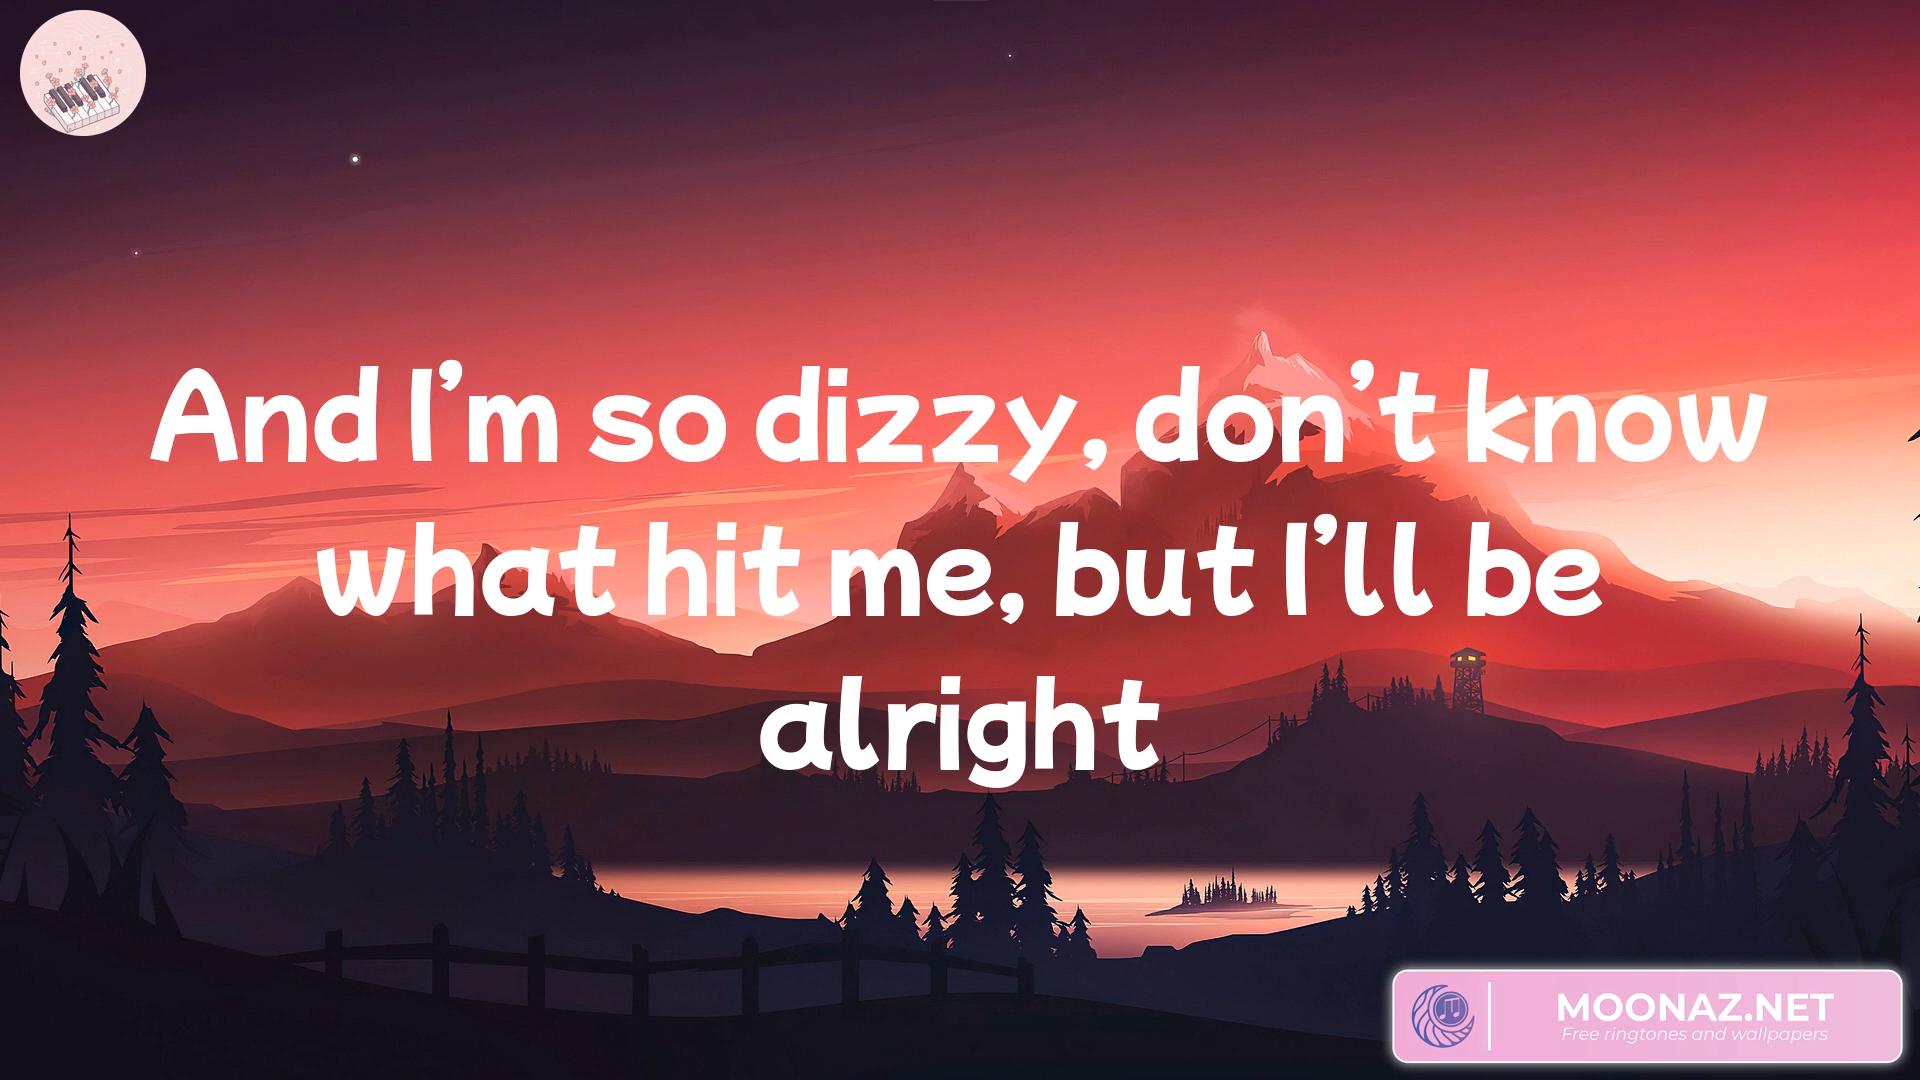 And I'm so dizzy, don't know
what hit me, but I'll be
alright
MOONAZ.NET
Free ringtones and wallpapers